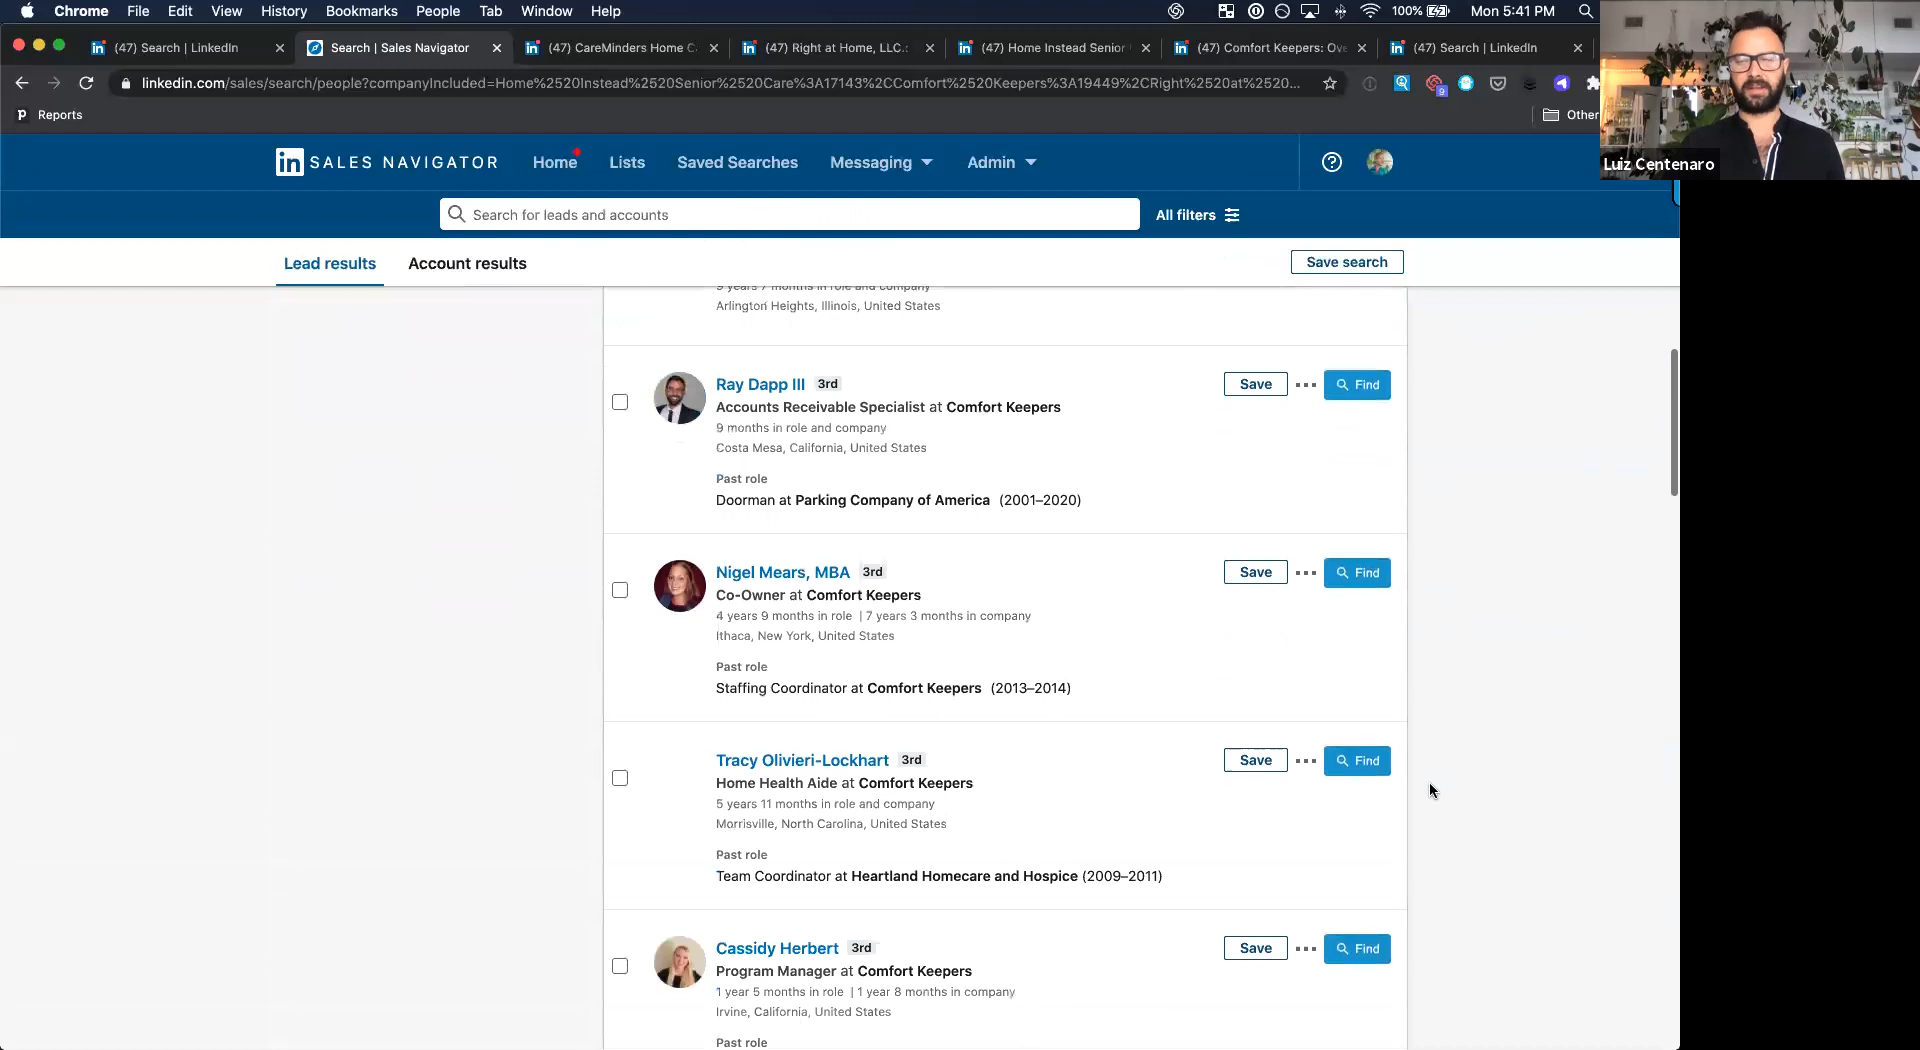 Chrome File Edit View History Bookmarks People Tab Window Help 100% Mon 5:41 PM
(47) Search | LinkedIn
Search | Sales Navigator
(47) CareMinders Home C
(47) Right at Home, LLC.:
(47) Home Instead Senior
(47) Comfort Keepers: Ove
(47) Search | LinkedIn
linkedin.com/sales/search/people?companyIncluded=Home%2520Instead%2520Senior%2520Care%3A17143%2CComfort%2520Keepers%3A19449%2CRight%2520at%2520...
9
Reports
Other
Luiz Centenaro
in SALES NAVIGATOR Home Lists Saved Searches Messaging Admin
Search for leads and accounts
All filters
Lead results Account results Save search
9 years 7 months in role and company
Arlington Heights, Illinois, United States
Ray Dapp III 3rd
Save Find
Accounts Receivable Specialist at Comfort Keepers
9 months in role and company
Costa Mesa, California, United States
Past role
Doorman at Parking Company of America (2001–2020)
Nigel Mears, MBA 3rd
Save Find
Co-Owner at Comfort Keepers
4 years 9 months in role | 7 years 3 months in company
Ithaca, New York, United States
Past role
Staffing Coordinator at Comfort Keepers (2013–2014)
Tracy Olivieri-Lockhart 3rd
Save Find
Home Health Aide at Comfort Keepers
5 years 11 months in role and company
Morrisville, North Carolina, United States
Past role
Team Coordinator at Heartland Homecare and Hospice (2009–2011)
Cassidy Herbert 3rd
Save Find
Program Manager at Comfort Keepers
1 year 5 months in role | 1 year 8 months in company
Irvine, California, United States
Past role